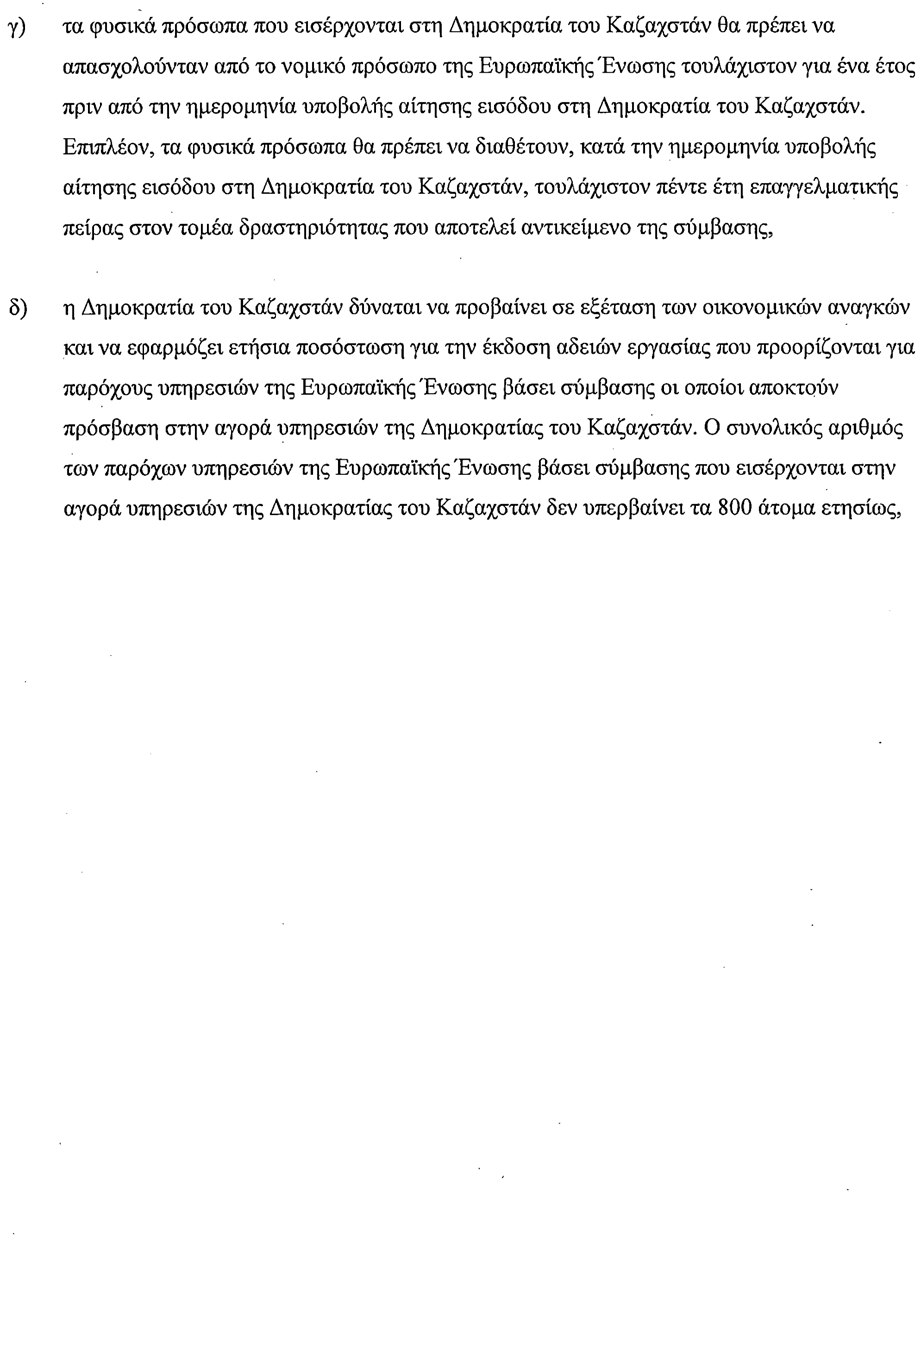 γ) τα φυσικά πρόσωπα που εισέρχονται στη Δημοκρατία του Καζαχστάν θα πρέπει να
απασχολούνταν από το νομικό πρόσωπο της Ευρωπαϊκής Ένωσης τουλάχιστον για ένα έτος
πριν από την ημερομηνία υποβολής αίτησης εισόδου στη Δημοκρατία του Καζαχστάν.
Επιπλέον, τα φυσικά πρόσωπα θα πρέπει να διαθέτουν, κατά την ημερομηνία υποβολής
αίτησης εισόδου στη Δημοκρατία του Καζαχστάν, τουλάχιστον πέντε έτη επαγγελματικής
πείρας στον τομέα δραστηριότητας που αποτελεί αντικείμενο της σύμβασης,
δ) η Δημοκρατία του Καζαχστάν δύναται να προβαίνει σε εξέταση των οικονομικών αναγκών
και να εφαρμόζει ετήσια ποσόστωση για την έκδοση αδειών εργασίας που προορίζονται για
παρόχους υπηρεσιών της Ευρωπαϊκής Ένωσης βάσει σύμβασης οι οποίοι αποκτούν
πρόσβαση στην αγορά υπηρεσιών της Δημοκρατίας του Καζαχστάν. Ο συνολικός αριθμός
των παρόχων υπηρεσιών της Ευρωπαϊκής Ένωσης βάσει σύμβασης που εισέρχονται στην
αγορά υπηρεσιών της Δημοκρατίας του Καζαχστάν δεν υπερβαίνει τα 800 άτομα ετησίως,